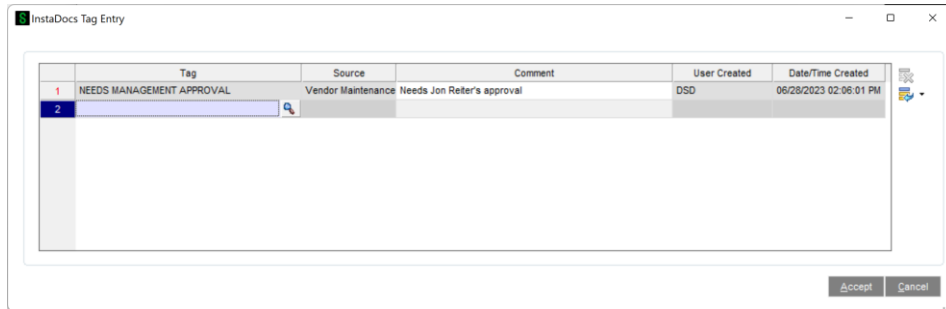 InstaDocs Tag Entry
Tag Source Comment User Created Date/Time Created
1 NEEDS MANAGEMENT APPROVAL Vendor Maintenance Needs Jon Reiter's approval DSD 06/28/2023 02:06:01 PM
2
Accept Cancel